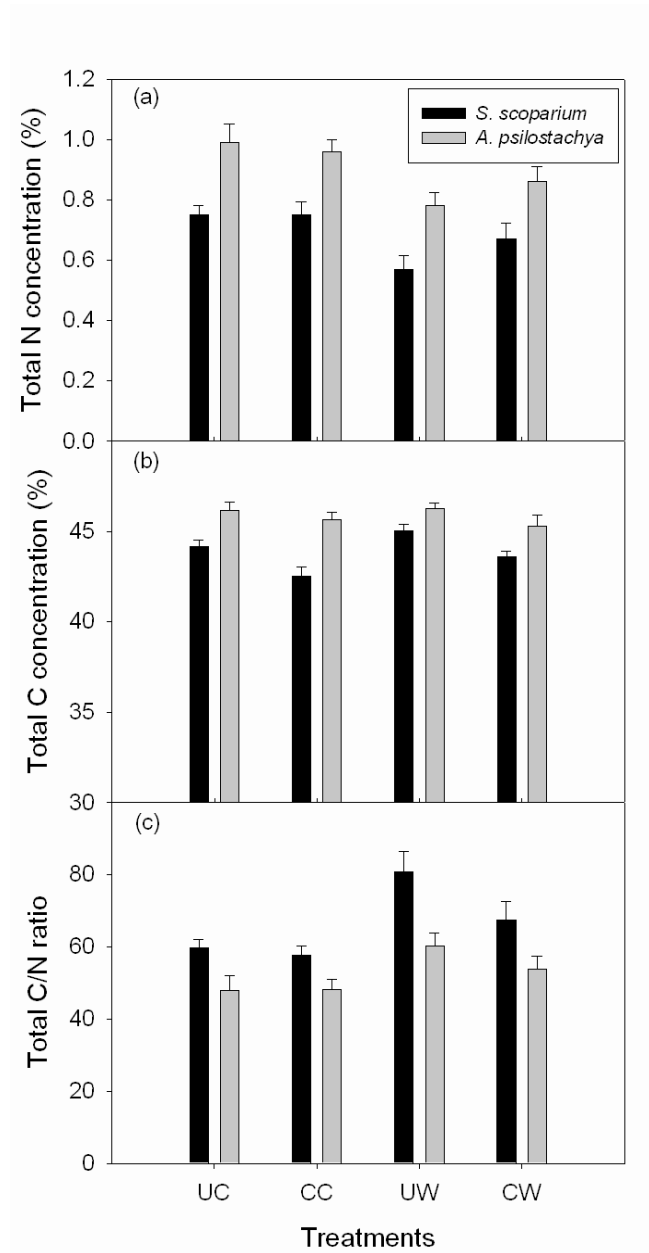 (a)
S. scoparium
A. psilostachya
Total N concentration (%)
1.2
1.0
0.8
0.6
0.4
0.2
0.0
(b)
Total C concentration (%)
45
40
35
30
(c)
Total C/N ratio
80
60
40
20
0
UC CC UW CW
Treatments